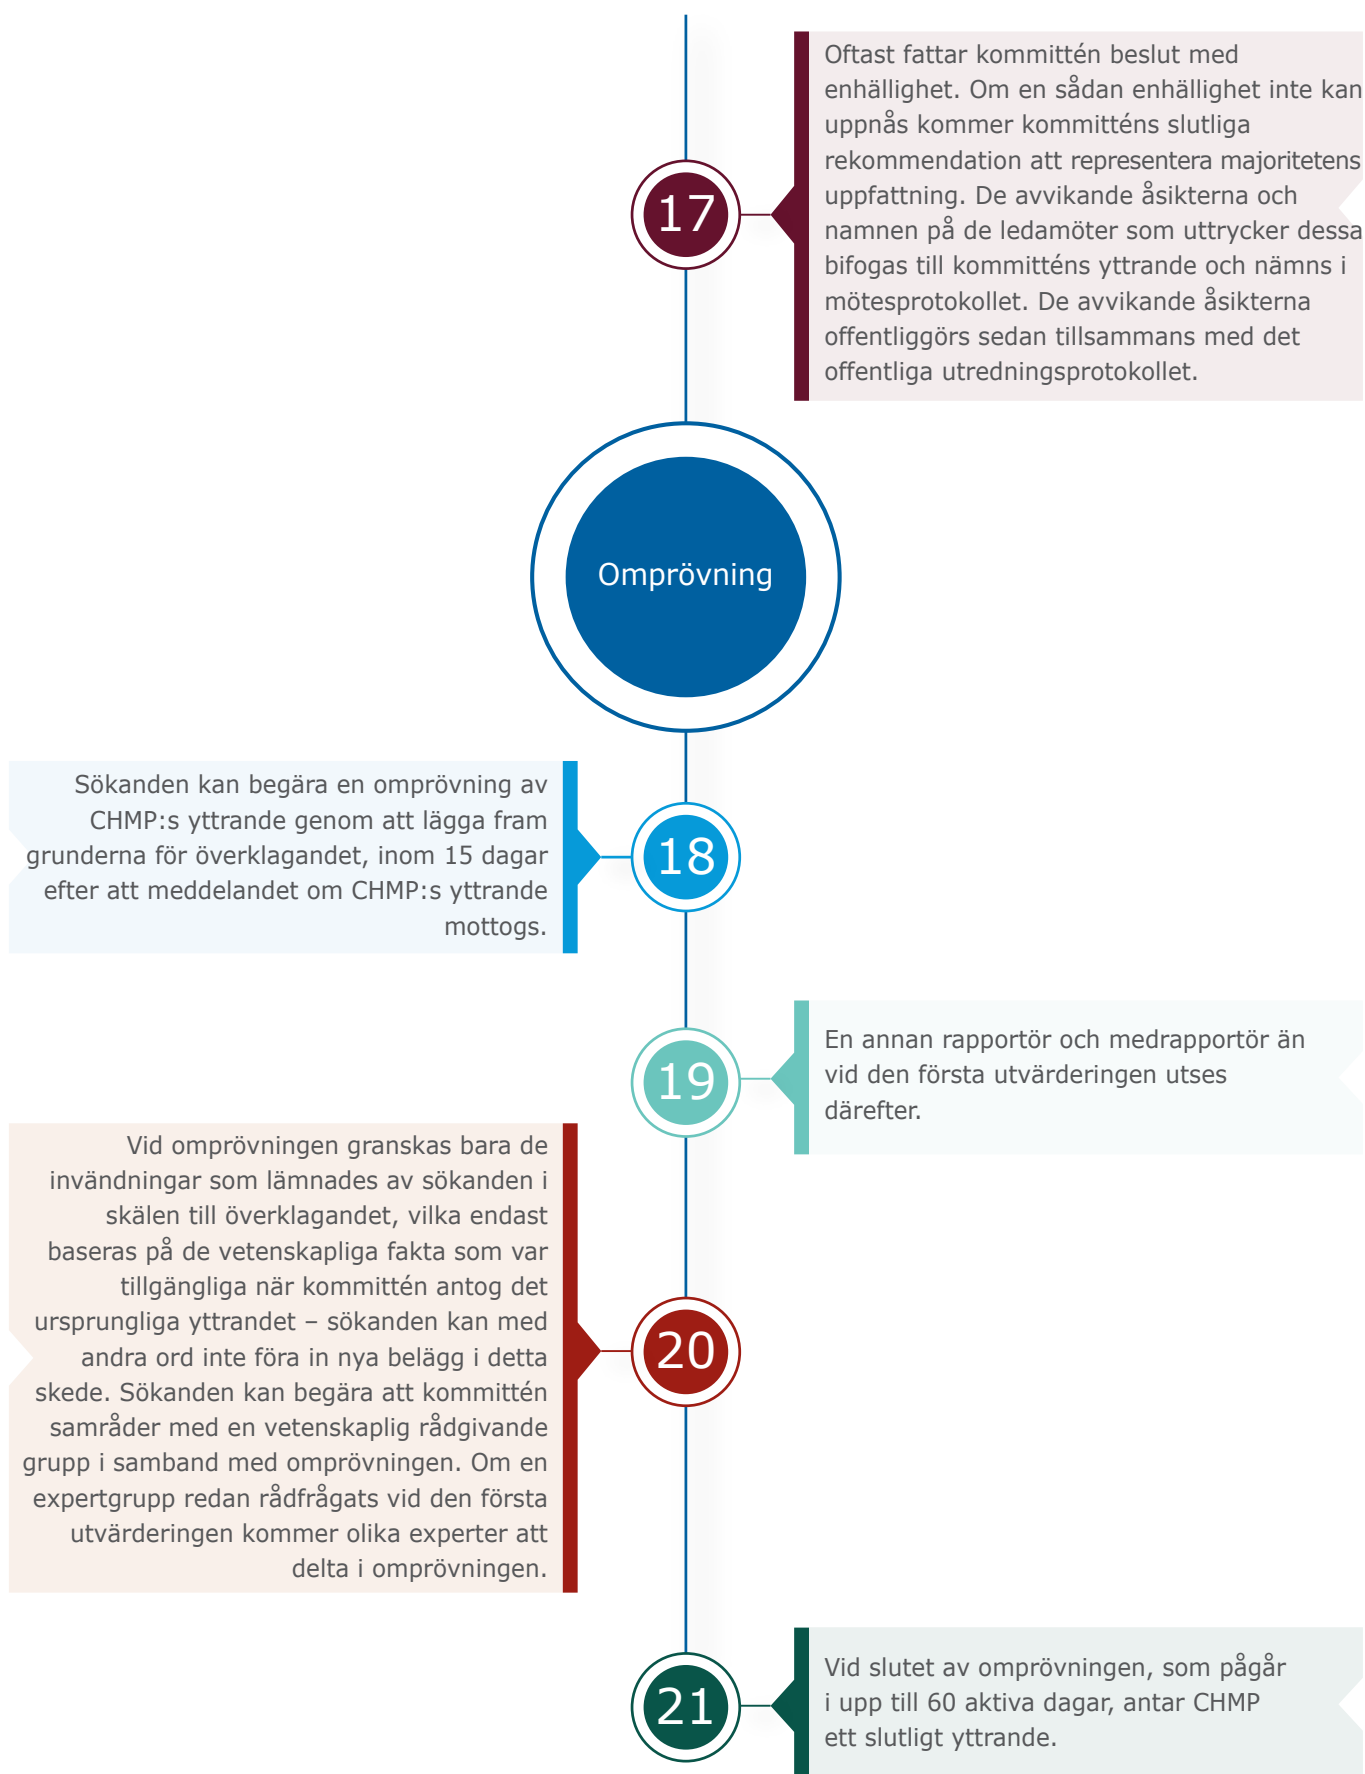 Oftast fattar kommittén beslut med
enhällighet. Om en sådan enhällighet inte kan
uppnås kommer kommitténs slutliga
rekommendation att representera majoritetens
uppfattning. De avvikande åsikterna och
namnen på de ledamöter som uttrycker dessa
bifogas till kommitténs yttrande och nämns i
mötesprotokollet. De avvikande åsikterna
offentliggörs sedan tillsammans med det
offentliga utredningsprotokollet.
17
Omprövning
Sökanden kan begära en omprövning av
CHMP:s yttrande genom att lägga fram
grunderna för överklagandet, inom 15 dagar
efter att meddelandet om CHMP:s yttrande
mottogs.
18
19
En annan rapportör och medrapportör än
vid den första utvärderingen utses
därefter.
Vid omprövningen granskas bara de
invändningar som lämnades av sökanden i
skälen till överklagandet, vilka endast
baseras på de vetenskapliga fakta som var
tillgängliga när kommittén antog det
ursprungliga yttrandet – sökanden kan med
andra ord inte föra in nya belägg i detta
skede. Sökanden kan begära att kommittén
samråder med en vetenskaplig rådgivande
grupp i samband med omprövningen. Om en
expertgrupp redan rådfrågats vid den första
utvärderingen kommer olika experter att
delta i omprövningen.
20
21
Vid slutet av omprövningen, som pågår
i upp till 60 aktiva dagar, antar CHMP
ett slutligt yttrande.